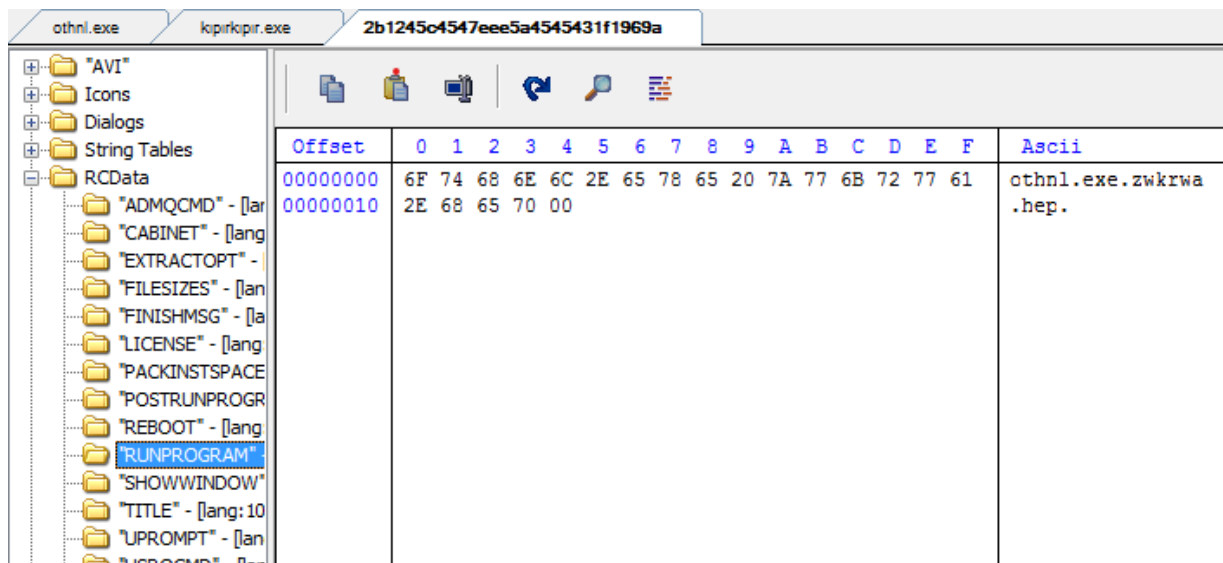 othnl.exe
kıpırkıpır.exe
2b1245c4547eee5a4545431f1969a
"AVI"
Icons
Dialogs
String Tables
RCData
"ADMQCMD" - [lar
"CABINET" - [lang
"EXTRACTOPT" -
"FILESIZES" - [lan
"FINISHMSG" - [la
"LICENSE" - [lang
"PACKINSTSPACE
"POSTRUNPROGR
"REBOOT" - [lang
"RUNPROGRAM" -
"SHOWWINDOW"
"TITLE" - [lang:10
"UPROMPT" - [lan
Offset 0 1 2 3 4 5 6 7 8 9 A B C D E F Ascii
00000000 6F 74 68 6E 6C 2E 65 78 65 20 7A 77 6B 72 77 61 othnl.exe.zwkrwa
00000010 2E 68 65 70 00 .hep.